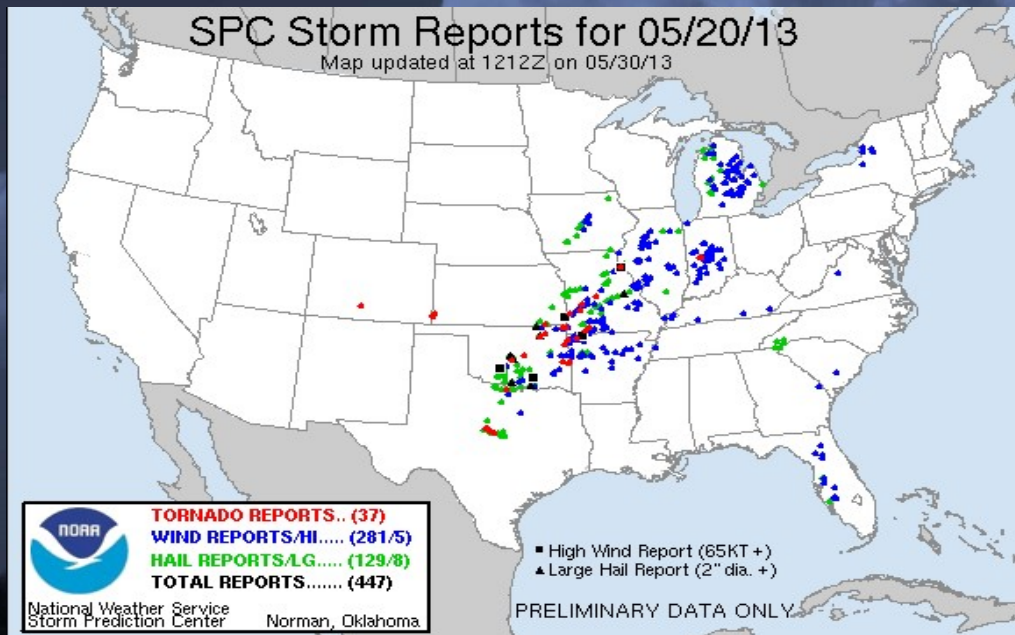 SPC Storm Reports for 05/20/13
Map updated at 1212Z on 05/30/13
NOAA
TORNADO REPORTS.. (37)
WIND REPORTS/HI..... (281/5)
HAIL REPORTS/LG..... (129/8)
TOTAL REPORTS....... (447)
National Weather Service
Storm Prediction Center Norman, Oklahoma
■ High Wind Report (65KT +)
▲ Large Hail Report (2" dia. +)
PRELIMINARY DATA ONLY